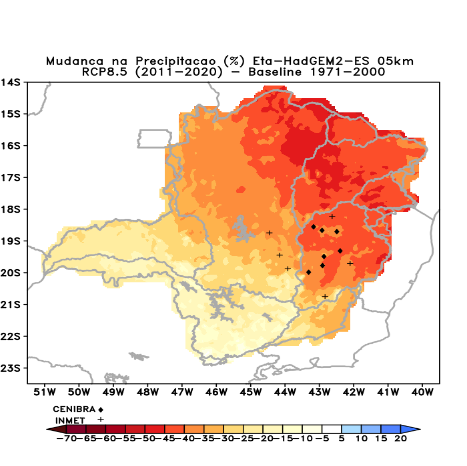 Mudanca na Precipitacao (%) Eta-HadGEM2-ES 05km
RCP8.5 (2011-2020) - Baseline 1971-2000
14S
15S
16S
17S
18S
19S
20S
21S
22S
23S
51W 50W 49W 48W 47W 46W 45W 44W 43W 42W 41W 40W
CENIBRA
INMET
-70 -65 -60 -55 -50 -45 -40 -35 -30 -25 -20 -15 -10 5 10 15 20